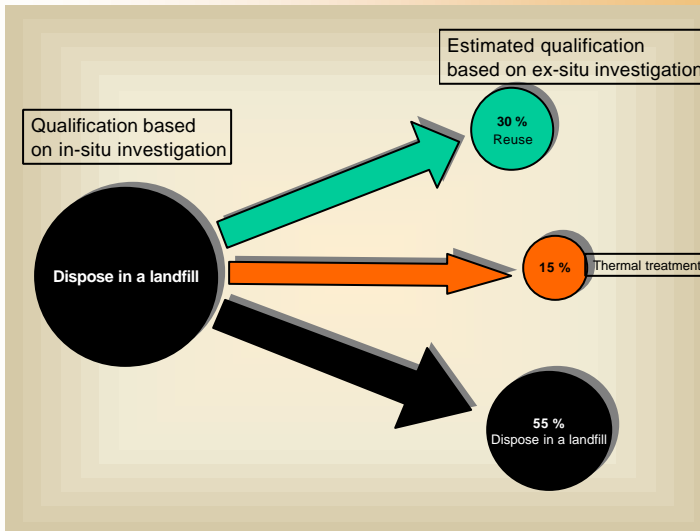 Estimated qualification
based on ex-situ investigation
Qualification based
on in-situ investigation
30 %
Reuse
Dispose in a landfill
15 %
Thermal treatment
55 %
Dispose in a landfill